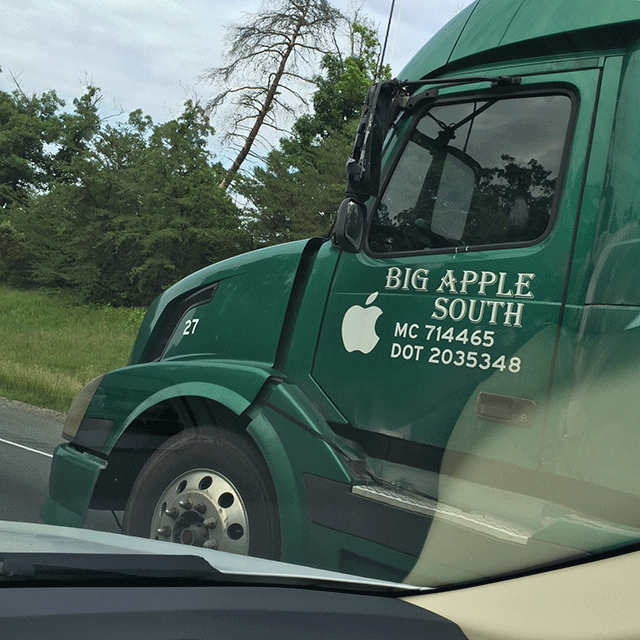 BIG APPLE
SOUTH
MC 714465
DOT 2035348
27